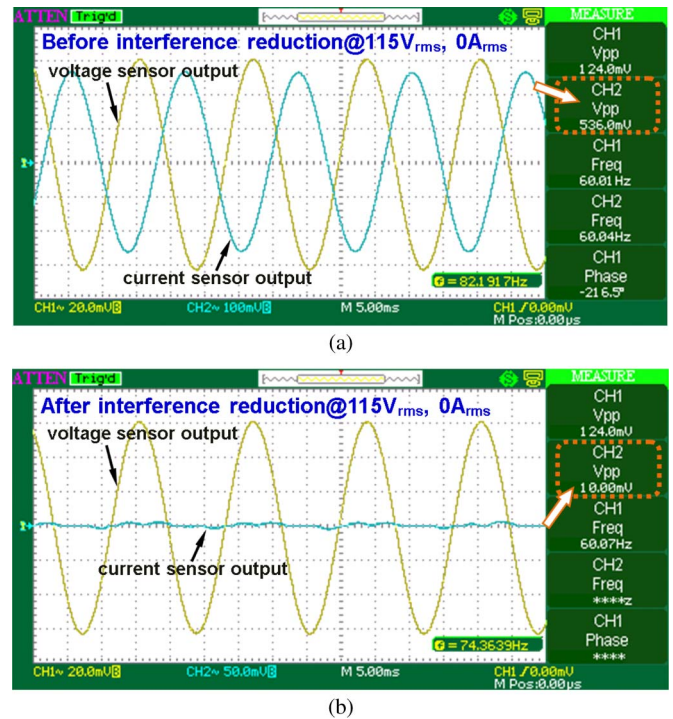 ATTEN Trig'd MEASURE
Before interference reduction@115Vrms, 0Arms
voltage sensor output
current sensor output
CH1
Vpp
124.0mV
CH2
Vpp
536.0mV
CH1
Freq
60.01Hz
CH2
Freq
60.04Hz
CH1
Phase
-216.5°
f = 82.1917Hz
CH1~ 20.0mVB CH2~ 100mVB M 5.00ms CH1 0.00mV
M Pos:0.00μs
(a)
ATTEN Trig'd MEASURE
After interference reduction@115Vrms, 0Arms
voltage sensor output
current sensor output
CH1
Vpp
124.0mV
CH2
Vpp
10.00mV
CH1
Freq
60.07Hz
CH2
Freq
****z
CH1
Phase
****
f = 74.3639Hz
CH1~ 20.0mVB CH2~ 50.0mVB M 5.00ms CH1 0.00mV
M Pos:0.00μs
(b)